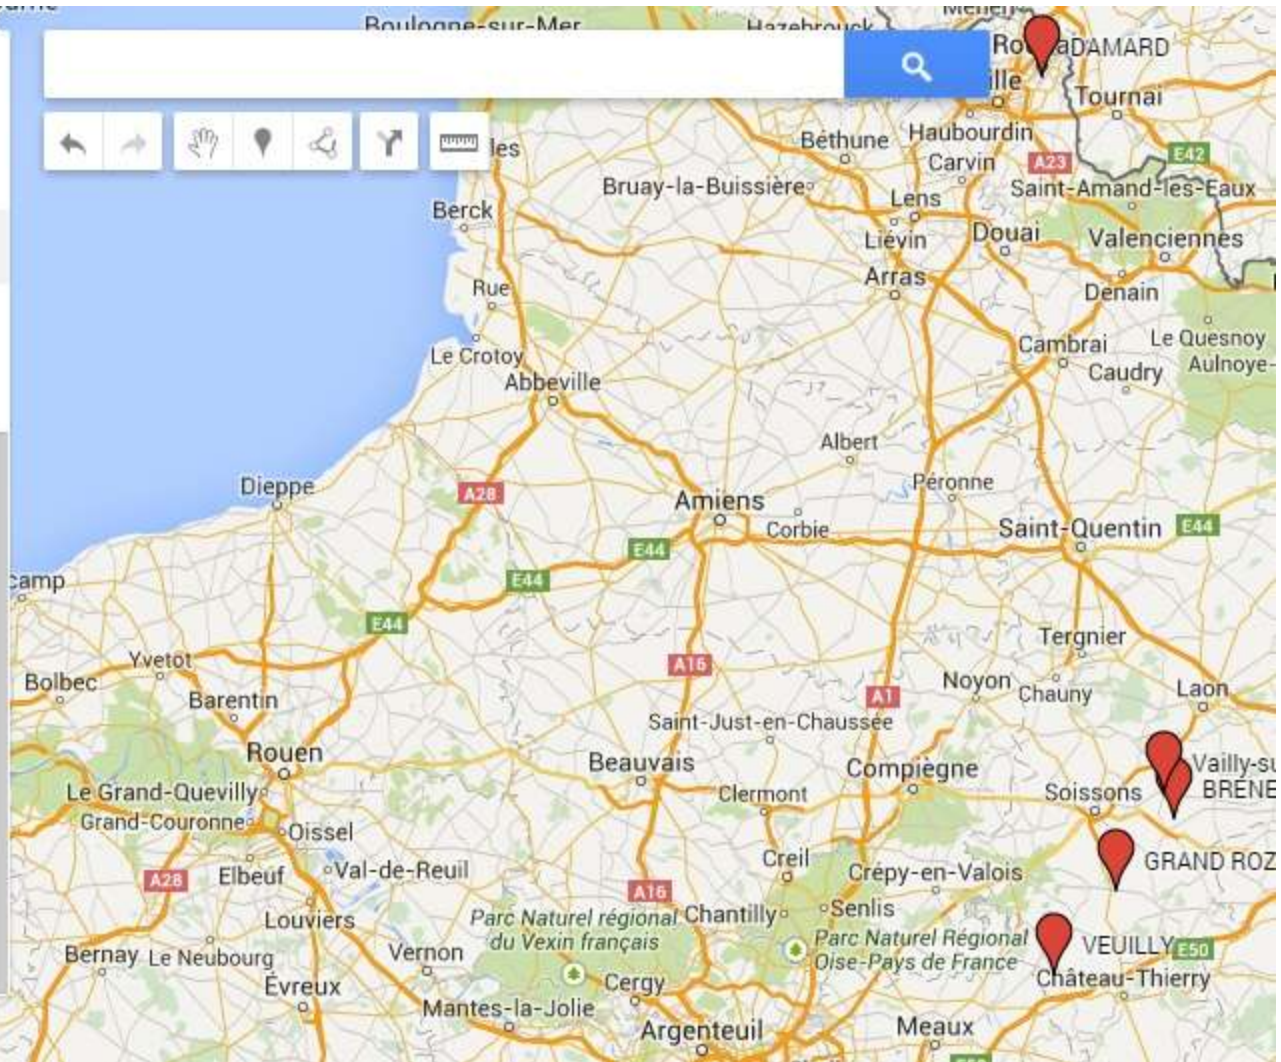 Boulogne-sur-Mer
Hazebrouck
DAMARD
Tournai
Béthune
Haubourdin
Carvin
A23
E42
Bruay-la-Buissière
Saint-Amand-les-Eaux
Lens
Berck
Liévin
Douai
Valenciennes
Arras
Rue
Denain
Le Crotoy
Cambrai
Le Quesnoy
Aulnoye-
Abbeville
Caudry
Albert
Dieppe
A28
Péronne
Amiens
Corbie
Saint-Quentin
E44
E44
E44
camp
E44
Tergnier
Yvetot
A16
Bolbec
Barentin
A1
Noyon
Chauny
Laon
Saint-Just-en-Chaussée
Rouen
Beauvais
Compiègne
Vailly-su
Le Grand-Quevilly
Clermont
Soissons
BRENE
Grand-Couronne
Oissel
Creil
GRAND ROZ
A28
Elbeuf
Val-de-Reuil
Crépy-en-Valois
A16
Louviers
Parc Naturel régional
du Vexin français
Chantilly
Senlis
Bernay
Le Neubourg
Vernon
Parc Naturel Régional
Oise-Pays de France
VEUILLY
E50
Château-Thierry
Évreux
Cergy
Mantes-la-Jolie
Argenteuil
Meaux